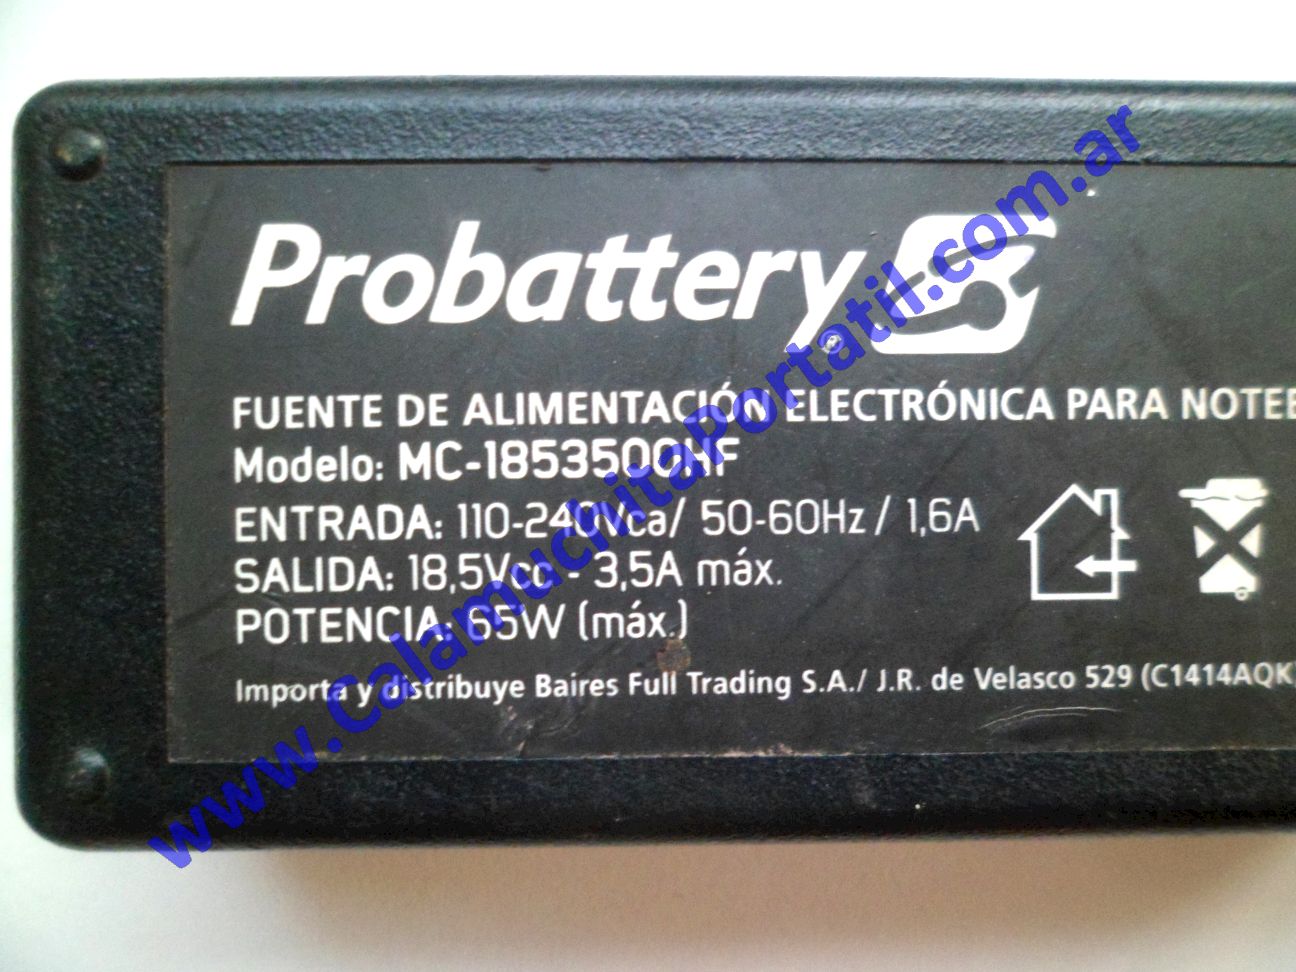 Probattery
FUENTE DE ALIMENTACIÓN ELECTRÓNICA PARA NOTEB
Modelo: MC-1853500HF
ENTRADA: 110-240Vca/ 50-60Hz / 1,6A
SALIDA: 18,5Vcc - 3,5A máx.
POTENCIA: 65W (máx.)
Importa y distribuye Baires Full Trading S.A./ J.R. de Velasco 529 (C1414AQK)
www.CalamuchitaPortatil.com.ar